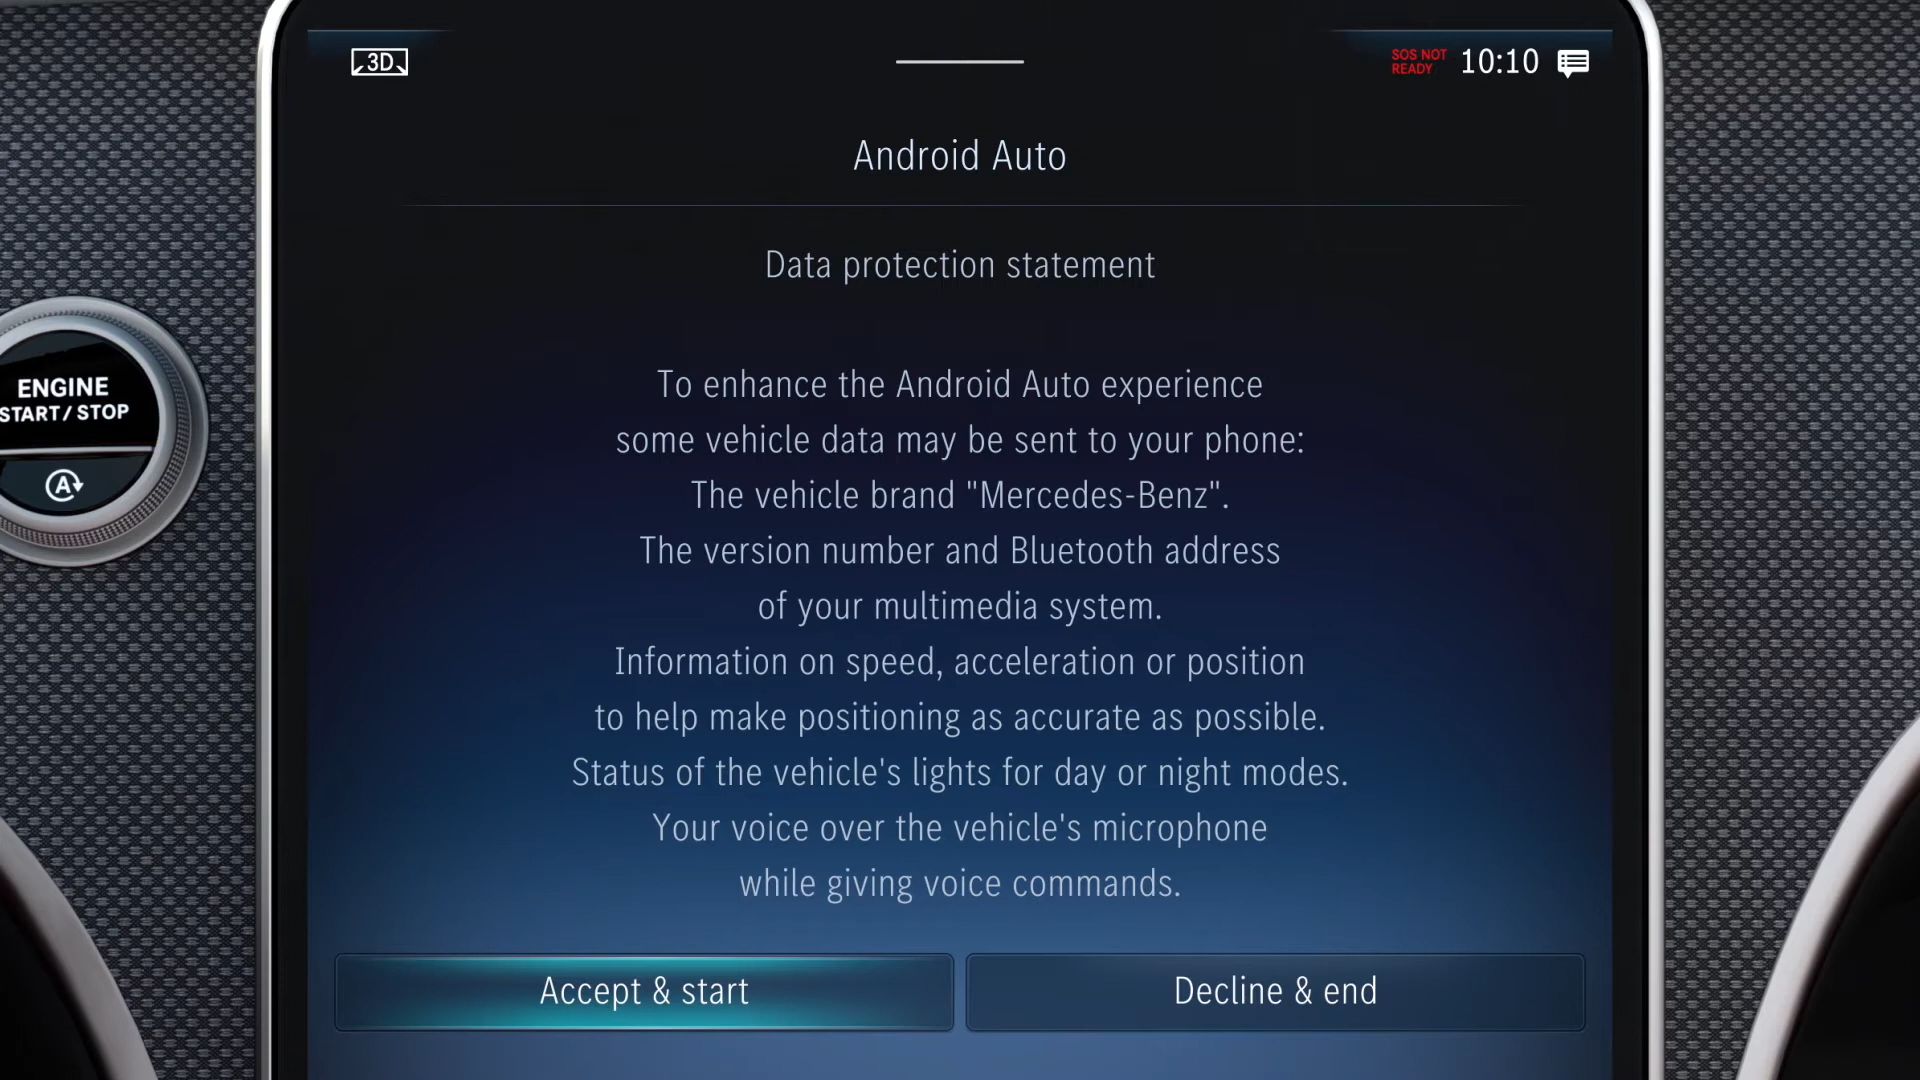 3D
SOS NOT
READY
10:10
Android Auto
Data protection statement
To enhance the Android Auto experience
some vehicle data may be sent to your phone:
The vehicle brand "Mercedes-Benz".
The version number and Bluetooth address
of your multimedia system.
Information on speed, acceleration or position
to help make positioning as accurate as possible.
Status of the vehicle's lights for day or night modes.
Your voice over the vehicle's microphone
while giving voice commands.
ENGINE
START / STOP
A
Accept & start
Decline & end